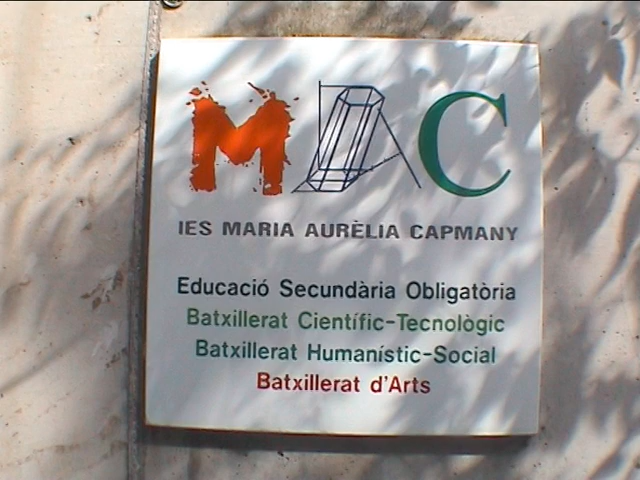 MAC
IES MARIA AURÈLIA CAPMANY
Educació Secundària Obligatòria
Batxillerat Científic-Tecnològic
Batxillerat Humanístic-Social
Batxillerat d'Arts